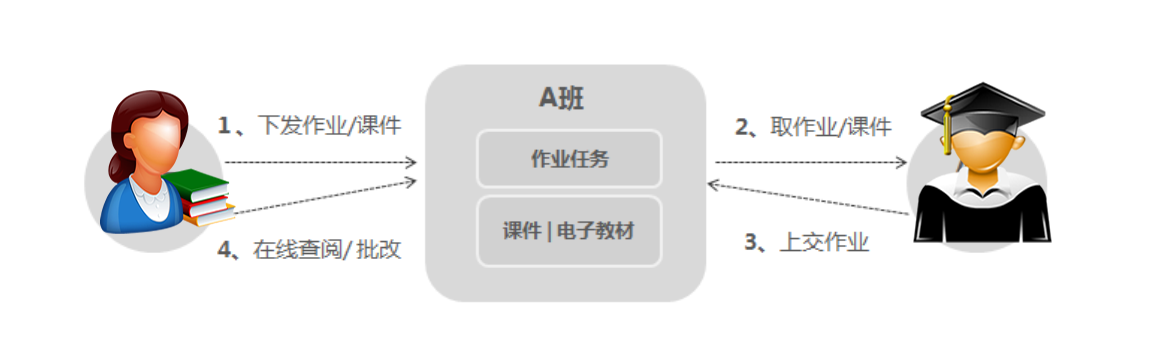 A班
1、下发作业/课件
2、取作业/课件
作业任务
课件 | 电子教材
4、在线查阅/ 批改
3、上交作业